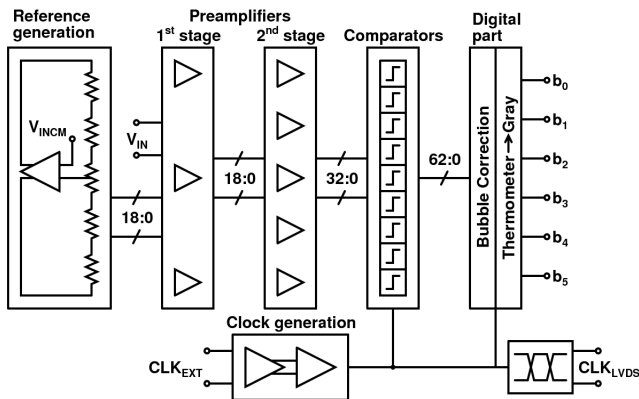 Reference
generation
Preamplifiers
1st stage
2nd stage
Comparators
Digital
part
VINCM
VIN
18:0
18:0
32:0
62:0
Bubble Correction
Thermometer→Gray
b0
b1
b2
b3
b4
b5
Clock generation
CLKEXT
CLKLVDS